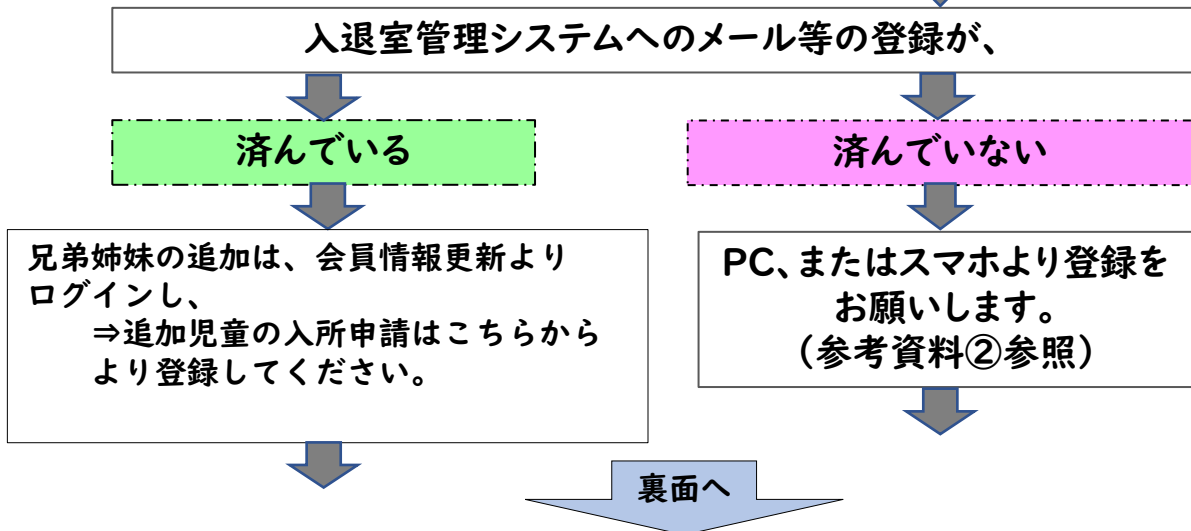 入退室管理システムへのメール等の登録が、
済んでいる
済んでいない
兄弟姉妹の追加は、会員情報更新より
ログインし、
⇒追加児童の入所申請はこちらから
より登録してください。
PC、またはスマホより登録を
お願いします。
（参考資料②参照）
裏面へ